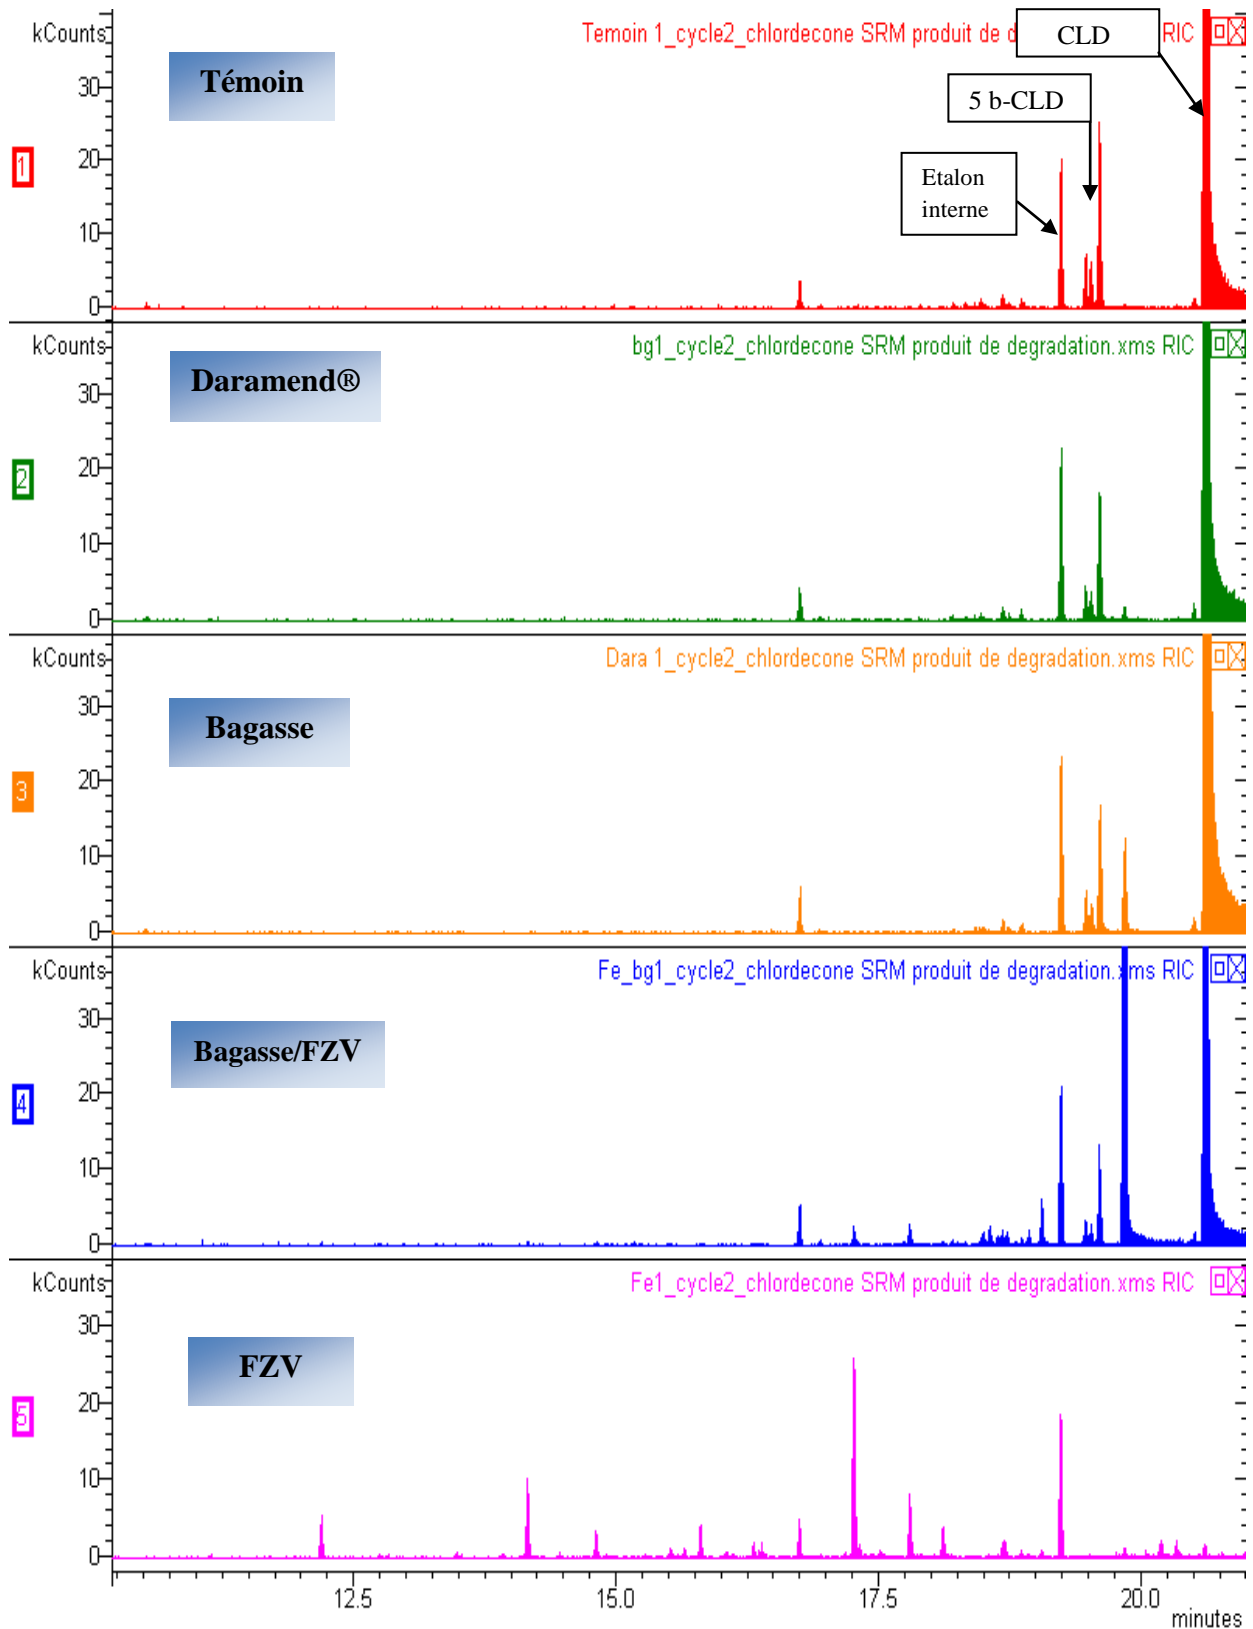 kCounts
Temoin 1_cycle2_chlordecone SRM produit de d
RIC
CLD
Témoin
30
5 b-CLD
1
20
Etalon
interne
10
0
kCounts
bg1_cycle2_chlordecone SRM produit de degradation.xms RIC
Daramend®
30
2
20
10
0
kCounts
Dara 1_cycle2_chlordecone SRM produit de degradation.xms RIC
30
Bagasse
3
20
10
0
kCounts
Fe_bg1_cycle2_chlordecone SRM produit de degradation.xms RIC
30
Bagasse/FZV
4
20
10
0
kCounts
Fe1_cycle2_chlordecone SRM produit de degradation.xms RIC
30
FZV
5
20
10
0
12.5 15.0 17.5 20.0
minutes